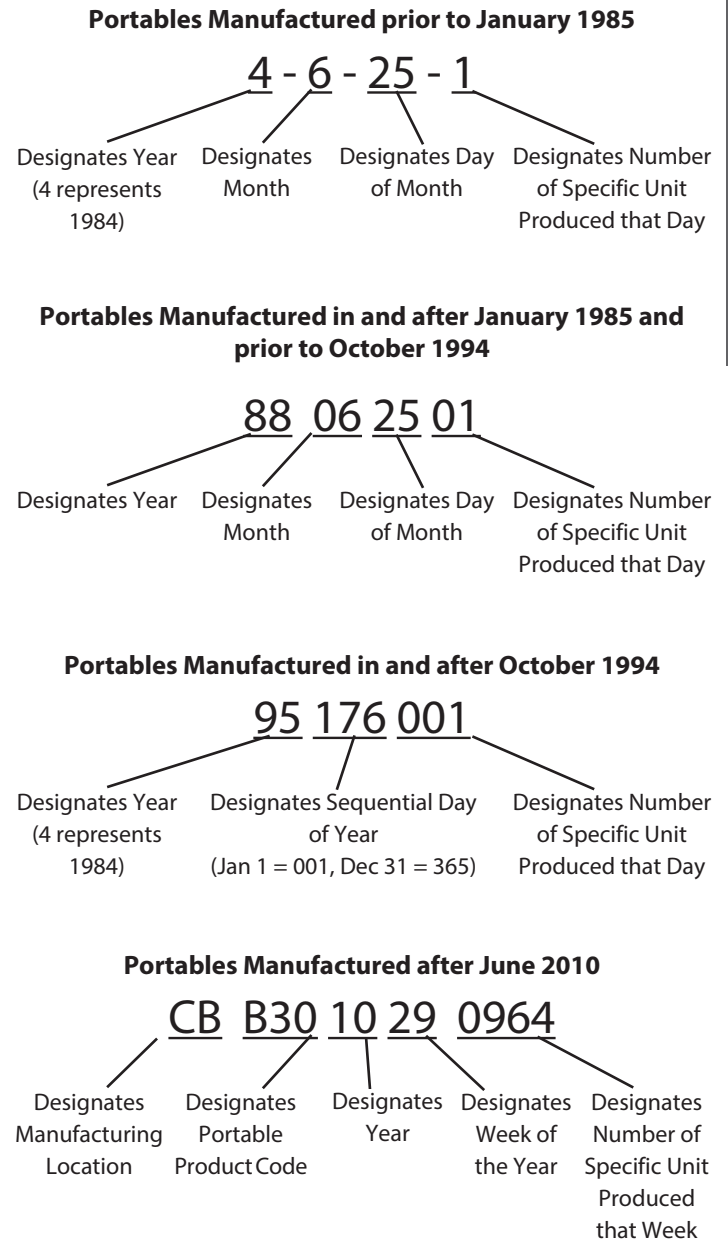 Portables Manufactured prior to January 1985
4 - 6 - 25 - 1
Designates Year
(4 represents
1984)
Designates
Month
Designates Day
of Month
Designates Number
of Specific Unit
Produced that Day
Portables Manufactured in and after January 1985 and
prior to October 1994
88 06 25 01
Designates Year
Designates
Month
Designates Day
of Month
Designates Number
of Specific Unit
Produced that Day
Portables Manufactured in and after October 1994
95 176 001
Designates Year
(4 represents
1984)
Designates Sequential Day
of Year
(Jan 1 = 001, Dec 31 = 365)
Designates Number
of Specific Unit
Produced that Day
Portables Manufactured after June 2010
CB B30 10 29 0964
Designates
Manufacturing
Location
Designates
Portable
Product Code
Designates
Year
Designates
Week of
the Year
Designates
Number of
Specific Unit
Produced
that Week